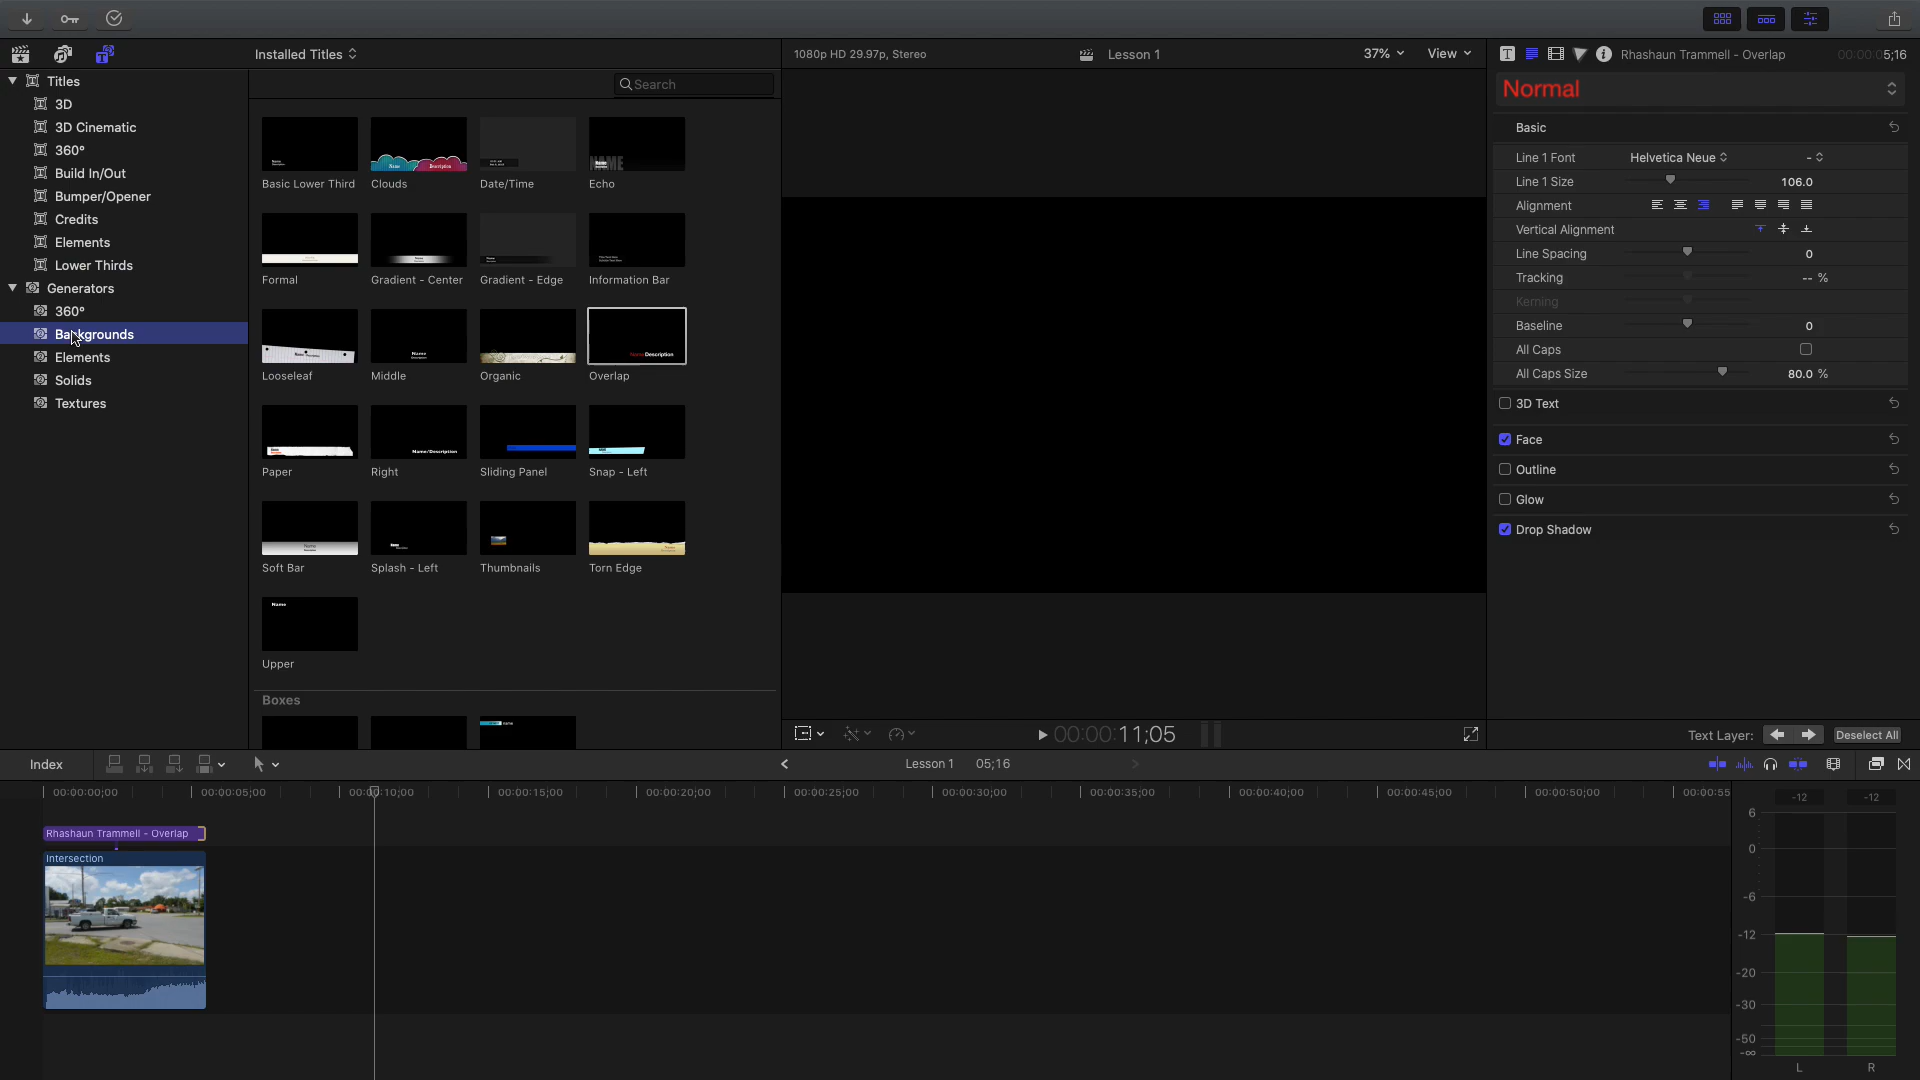 Installed Titles
1080p HD 29.97p, Stereo
Lesson 1
37%
View
Rhashaun Trammell - Overlap
00:00:05;16
Titles
3D
3D Cinematic
360°
Build In/Out
Bumper/Opener
Credits
Elements
Lower Thirds
Generators
360°
Backgrounds
Elements
Solids
Textures
Search
Basic Lower Third
Clouds
Date/Time
Echo
Formal
Gradient - Center
Gradient - Edge
Information Bar
Looseleaf
Middle
Organic
Overlap
Paper
Right
Sliding Panel
Snap - Left
Soft Bar
Splash - Left
Thumbnails
Torn Edge
Upper
Boxes
Normal
Basic
Line 1 Font
Helvetica Neue
-
Line 1 Size
106.0
Alignment
Vertical Alignment
Line Spacing
0
Tracking
-- %
Kerning
Baseline
0
All Caps
All Caps Size
80.0 %
3D Text
Face
Outline
Glow
Drop Shadow
00:00:11;05
Text Layer:
Deselect All
Index
Lesson 1
05;16
00:00:00;00
00:00:05;00
00:00:10;00
00:00:15;00
00:00:20;00
00:00:25;00
00:00:30;00
00:00:35;00
00:00:40;00
00:00:45;00
00:00:50;00
00:00:55
Rhashaun Trammell - Overlap
Intersection
-12
-12
6
0
-6
-12
-20
-30
-50
-∞
L
R